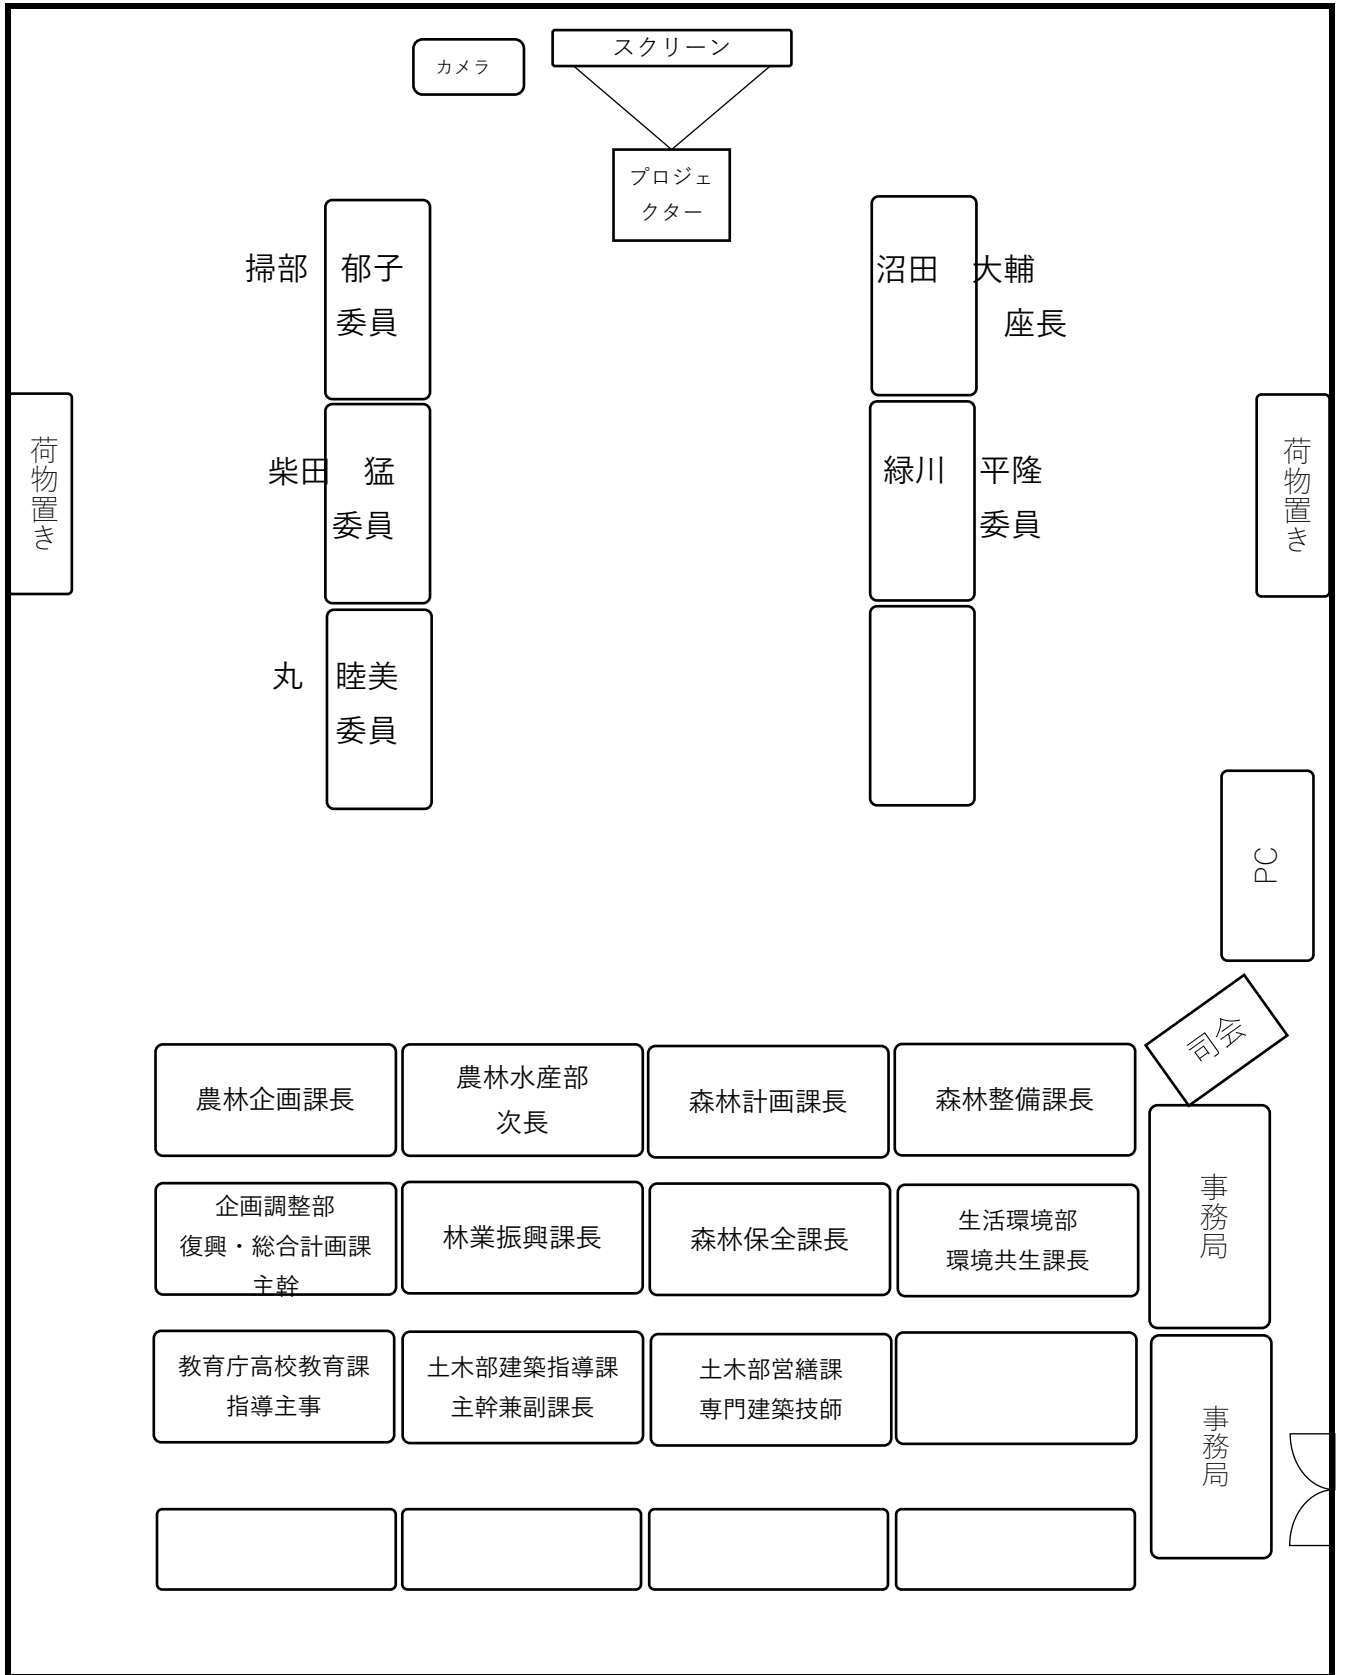 スクリーン
カメラ
プロジェ
クター
掃部　郁子
委員
沼田　大輔
座長
荷物置き
柴田　猛
委員
緑川　平隆
委員
荷物置き
丸　睦美
委員
PC
司会
農林企画課長
農林水産部
次長
森林計画課長
森林整備課長
事務局
企画調整部
復興・総合計画課
主幹
林業振興課長
森林保全課長
生活環境部
環境共生課長
教育庁高校教育課
指導主事
土木部建築指導課
主幹兼副課長
土木部営繕課
専門建築技師
事務局